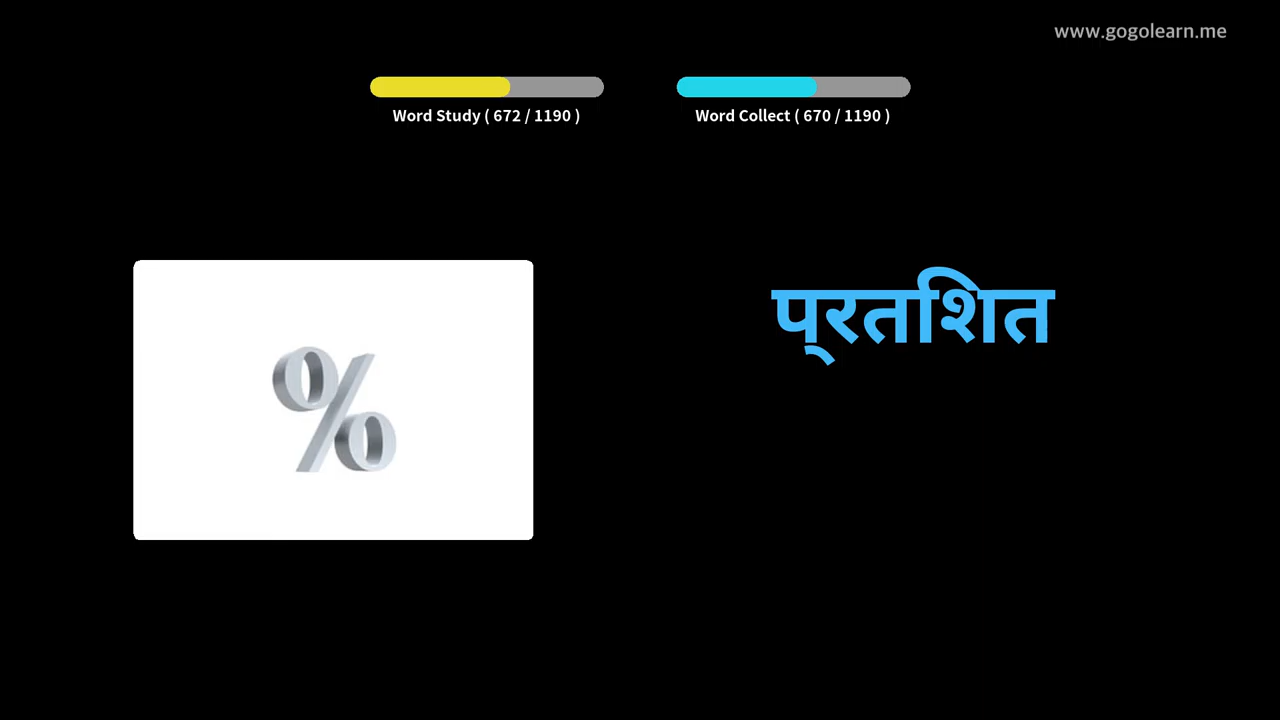 www.gogolearn.me
Word Study ( 672 / 1190 )
Word Collect ( 670 / 1190 )
%
प्रतिशत